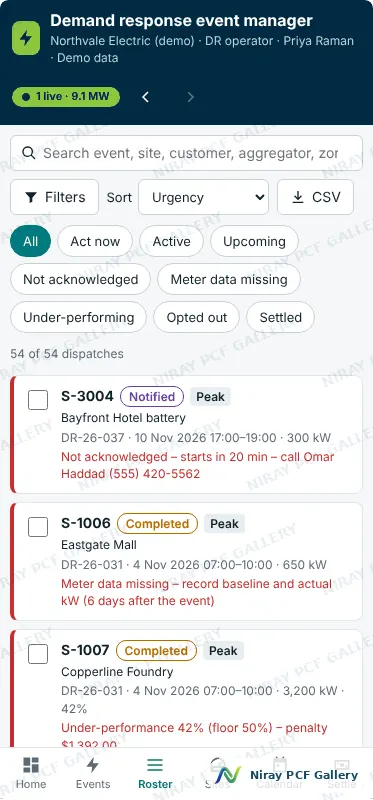 Demand response event manager
Northvale Electric (demo) · DR operator · Priya Raman
· Demo data
1 live · 9.1 MW
Search event, site, customer, aggregator, zor
Filters
Sort
Urgency
CSV
All
Act now
Active
Upcoming
Not acknowledged
Meter data missing
Under-performing
Opted out
Settled
54 of 54 dispatches
S-3004 Notified Peak
Bayfront Hotel battery
DR-26-037 · 10 Nov 2026 17:00–19:00 · 300 kW
Not acknowledged – starts in 20 min – call Omar
Haddad (555) 420-5562
S-1006 Completed Peak
Eastgate Mall
DR-26-031 · 4 Nov 2026 07:00–10:00 · 650 kW
Meter data missing – record baseline and actual
kW (6 days after the event)
S-1007 Completed Peak
Copperline Foundry
DR-26-031 · 4 Nov 2026 07:00–10:00 · 3,200 kW ·
42%
Under-performance 42% (floor 50%) – penalty
$1,392.00
Home
Events
Roster
Calendar
Settle
Niray PCF Gallery
NIRAY PCF GALLERY